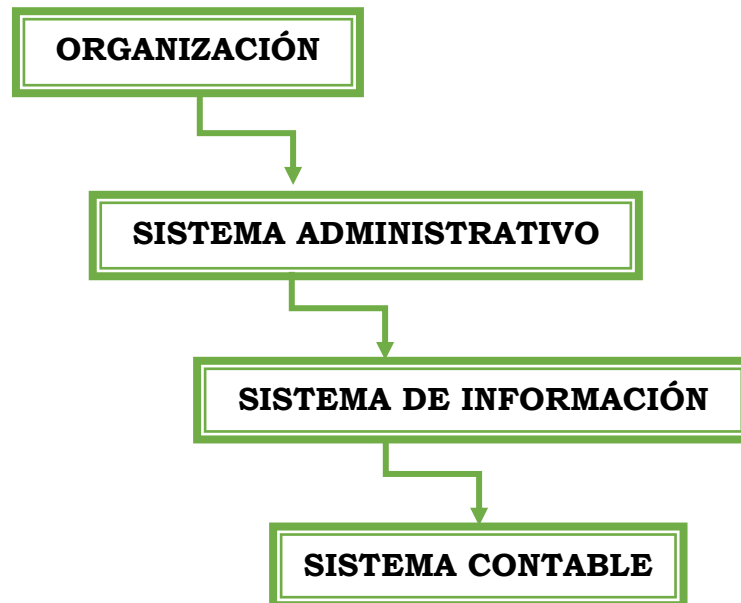 ORGANIZACIÓN
SISTEMA ADMINISTRATIVO
SISTEMA DE INFORMACIÓN
SISTEMA CONTABLE